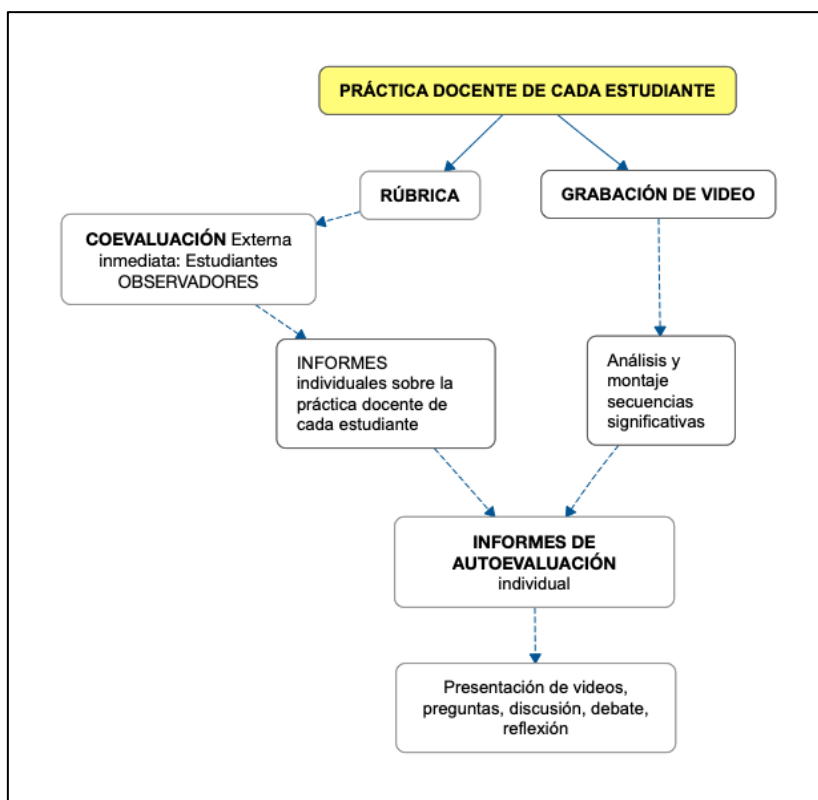 PRÁCTICA DOCENTE DE CADA ESTUDIANTE
RÚBRICA
GRABACIÓN DE VIDEO
COEVALUACIÓN Externa
inmediata: Estudiantes
OBSERVADORES
INFORMES
individuales sobre la
práctica docente de
cada estudiante
Análisis y
montaje
secuencias
significativas
INFORMES DE
AUTOEVALUACIÓN
individual
Presentación de videos,
preguntas, discusión, debate,
reflexión